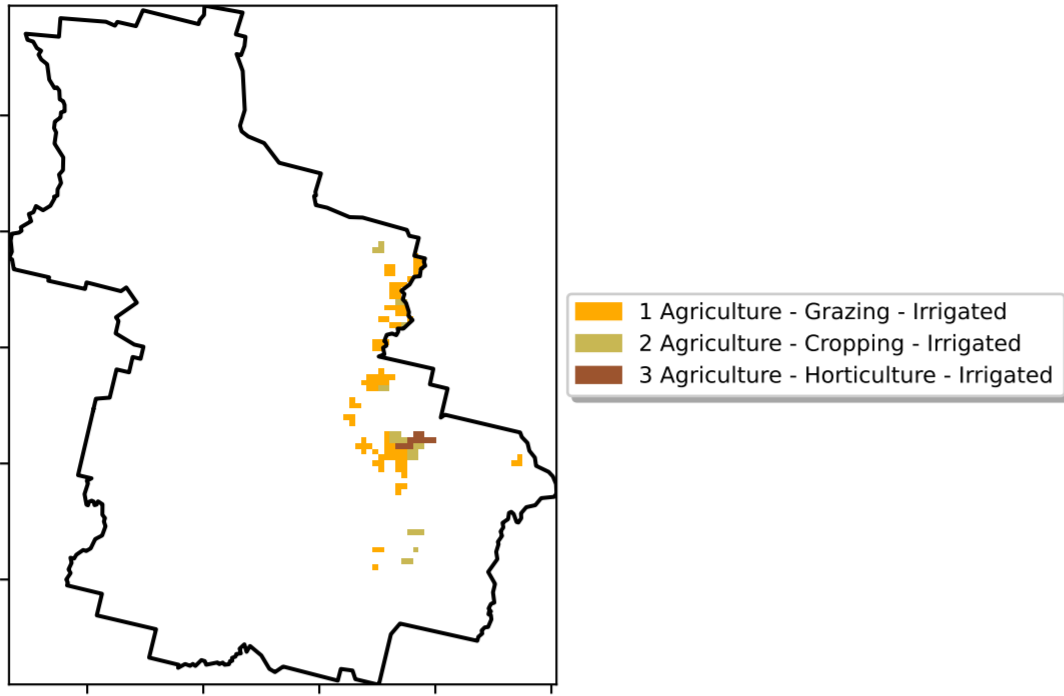 1 Agriculture - Grazing - Irrigated
2 Agriculture - Cropping - Irrigated
3 Agriculture - Horticulture - Irrigated